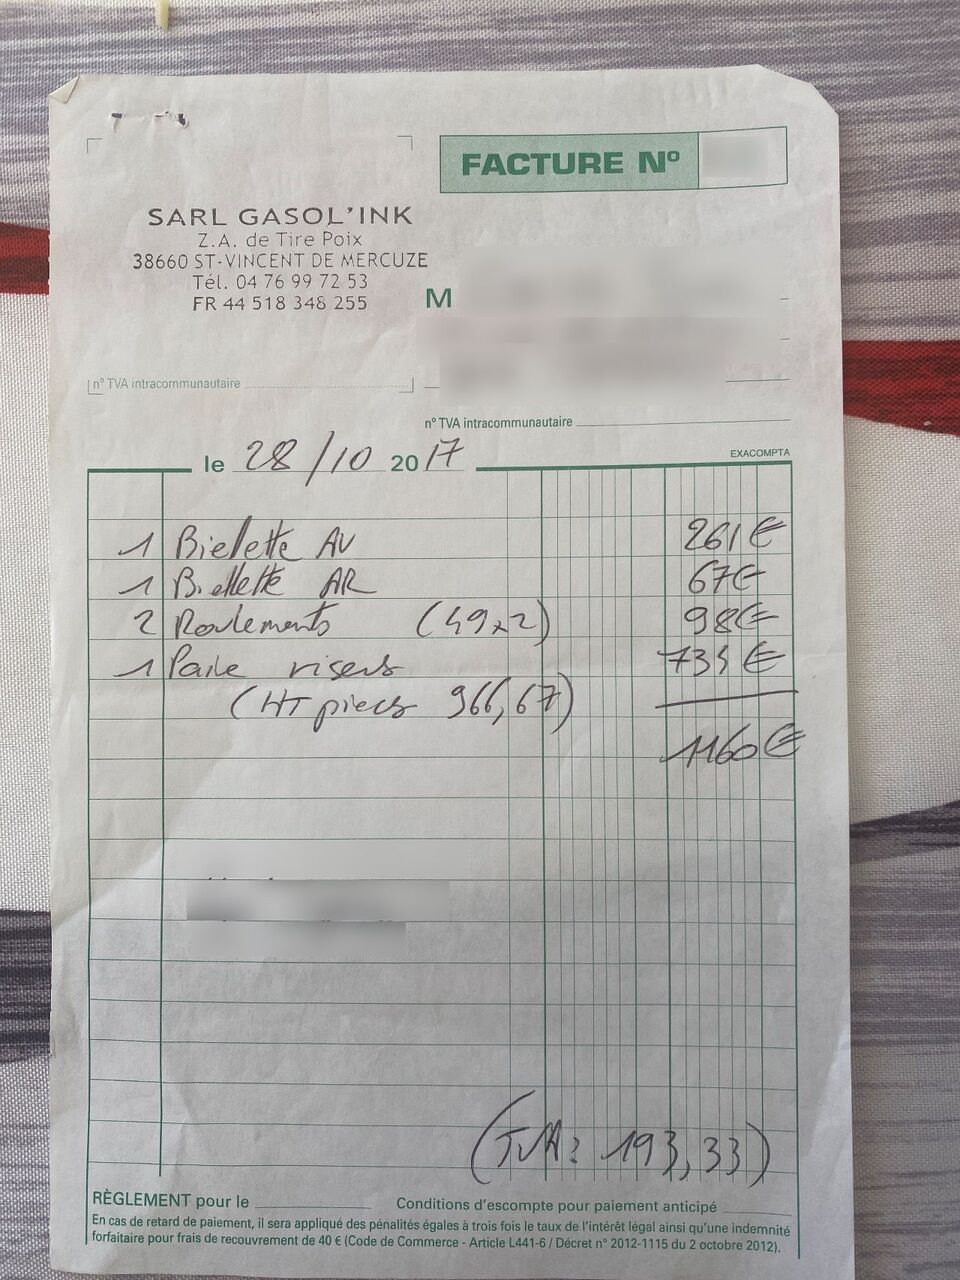 FACTURE Nº
SARL GASOL'INK
Z.A. de Tire Poix
38660 ST-VINCENT DE MERCUZE
Tél. 04 76 99 72 53
FR 44 518 348 255
M
n° TVA intracommunautaire
n° TVA intracommunautaire
EXACOMPTA
le 28/10 2017
1 Bielette AV 261€
1 Biellette AR 67€
2 Roulements (49x2) 98€
1 Paire risers 734€
(HT pieces 966,67)
1160€
(TVA: 193,33)
RÈGLEMENT pour le
Conditions d'escompte pour paiement anticipé
En cas de retard de paiement, il sera appliqué des pénalités égales à trois fois le taux de l'intérêt légal ainsi qu'une indemnité
forfaitaire pour frais de recouvrement de 40 € (Code de Commerce - Article L441-6 / Décret n° 2012-1115 du 2 octobre 2012).